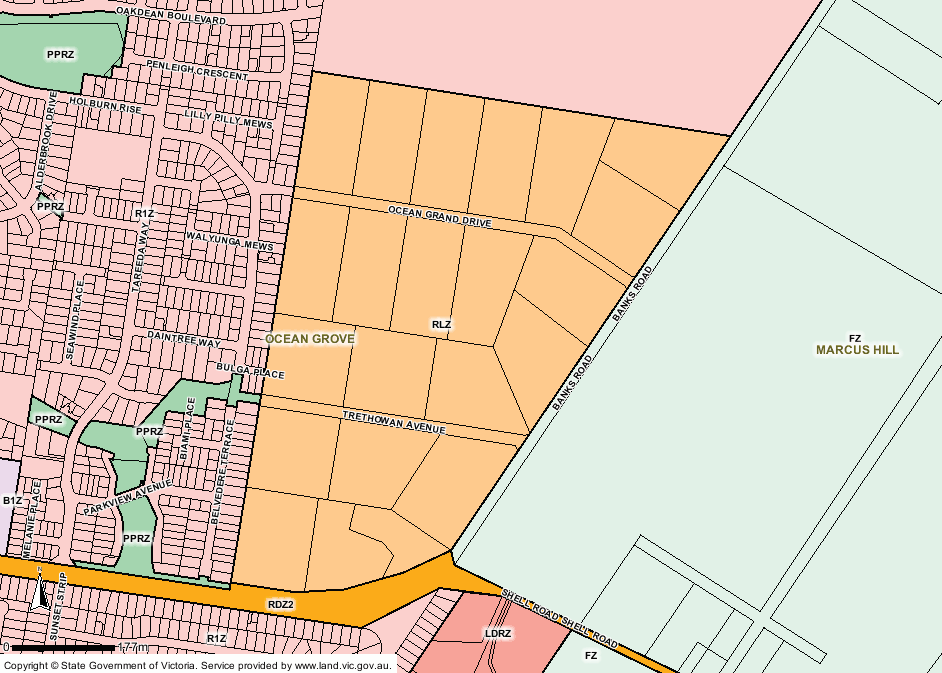 OAKDEAN BOULEVARD
PPRZ
PENLEIGH CRESCENT
HOLBURN RISE
LILLY PILLY MEWS
ALDERBROOK DRIVE
PPRZ
R1Z
OCEAN GRAND DRIVE
WALYUNGA MEWS
TAREEDA WAY
BANKS ROAD
SEAWIND PLACE
RLZ
DAINTREE WAY
OCEAN GROVE
FZ
MARCUS HILL
BULGA PLACE
BANKS ROAD
PPRZ
PPRZ
BIAMI PLACE
TRETHOWAN AVENUE
BELVEDERE TERRACE
B1Z
MELANIE PLACE
PARKVIEW AVENUE
PPRZ
N
SUNSET STRIP
RDZ2
SHELL ROAD SHELL ROAD
R1Z
LDRZ
FZ
0 177m
Copyright © State Government of Victoria. Service provided by www.land.vic.gov.au.